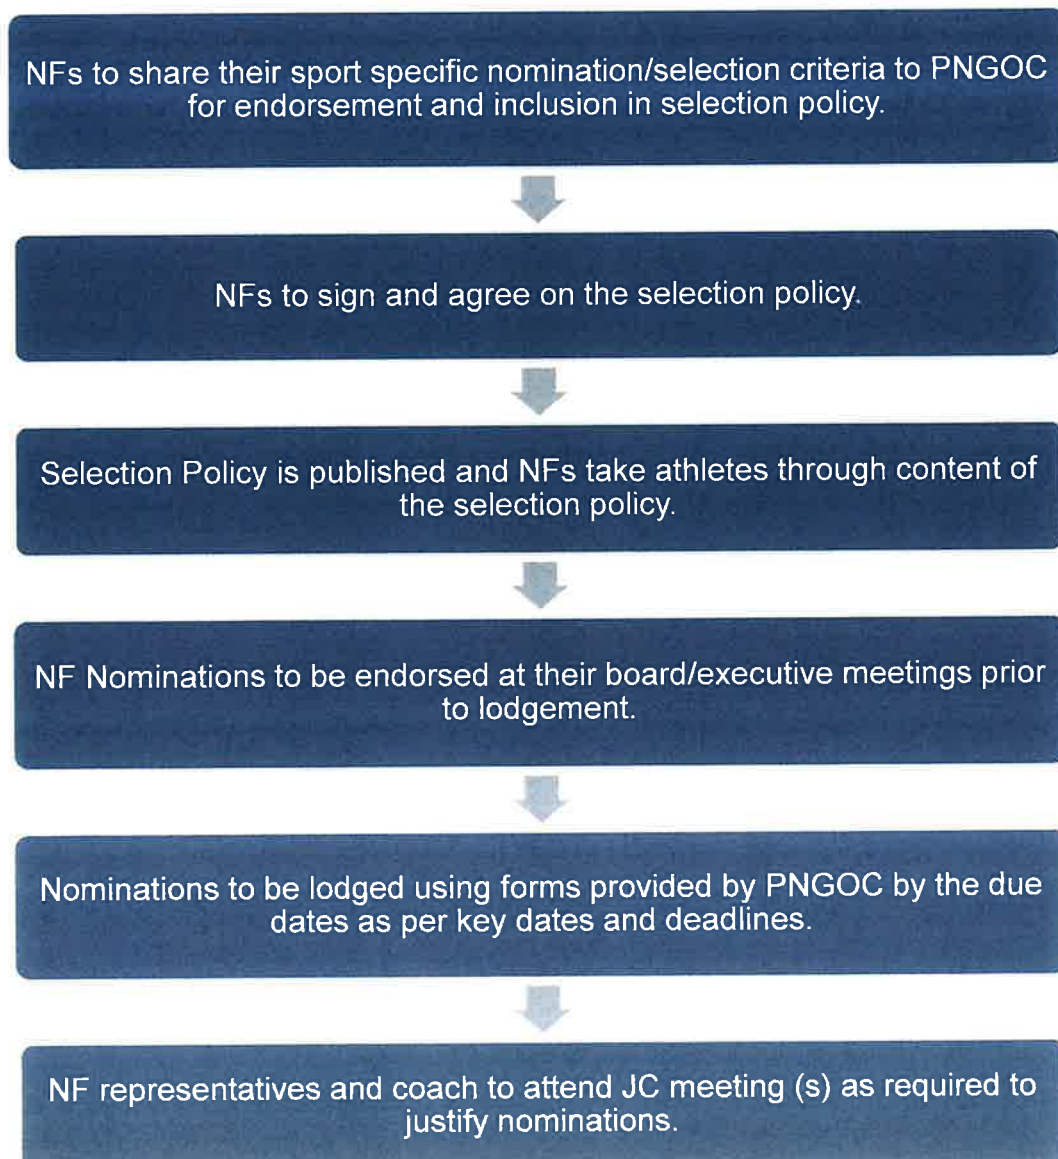 NFs to share their sport specific nomination/selection criteria to PNGOC
for endorsement and inclusion in selection policy.
NFs to sign and agree on the selection policy.
Selection Policy is published and NFs take athletes through content of
the selection policy.
NF Nominations to be endorsed at their board/executive meetings prior
to lodgement.
Nominations to be lodged using forms provided by PNGOC by the due
dates as per key dates and deadlines.
NF representatives and coach to attend JC meeting (s) as required to
justify nominations.